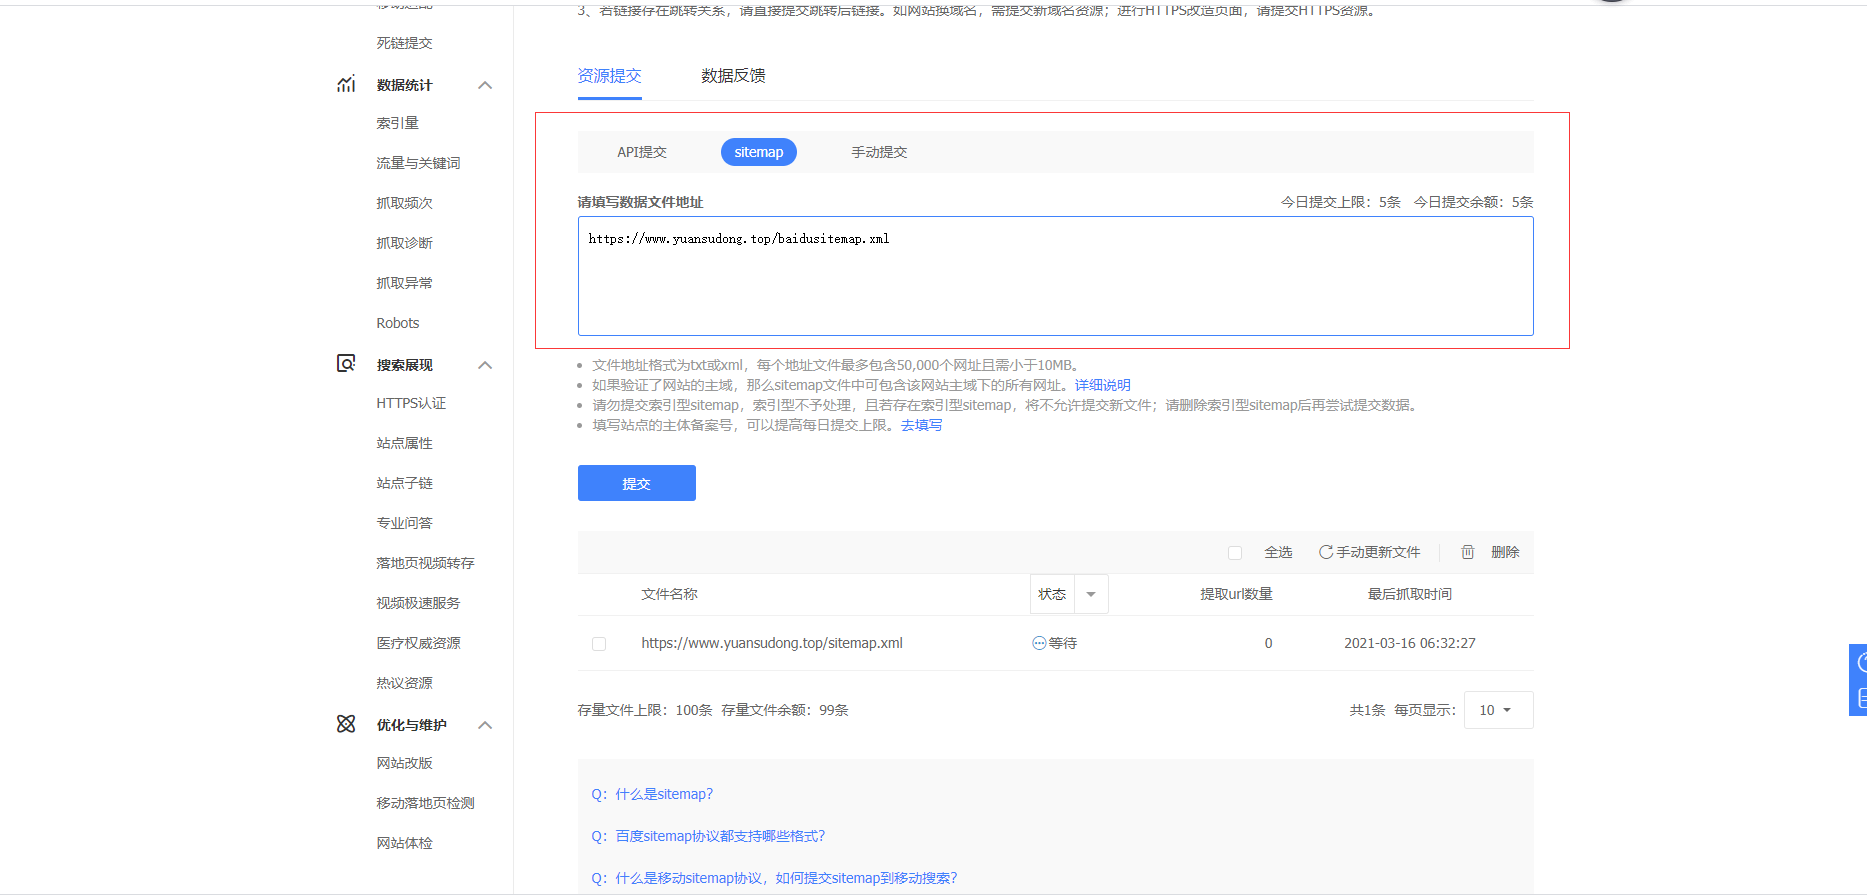 移动适配
死链提交
数据统计
索引量
流量与关键词
抓取频次
抓取诊断
抓取异常
Robots
搜索展现
HTTPS认证
站点属性
站点子链
专业问答
落地页视频转存
视频极速服务
医疗权威资源
热议资源
优化与维护
网站改版
移动落地页检测
网站体检
3、若链接存在跳转关系，请直接提交跳转后链接。如网站换域名，需提交新域名资源；进行HTTPS改造页面，请提交HTTPS资源。
资源提交 数据反馈
API提交 sitemap 手动提交
请填写数据文件地址 今日提交上限：5条 今日提交余额：5条
https://www.yuansudong.top/baidusitemap.xml
文件地址格式为txt或xml，每个地址文件最多包含50,000个网址且需小于10MB。
如果验证了网站的主域，那么sitemap文件中可包含该网站主域下的所有网址。详细说明
请勿提交索引型sitemap，索引型不予处理，且若存在索引型sitemap，将不允许提交新文件；请删除索引型sitemap后再尝试提交数据。
填写站点的主体备案号，可以提高每日提交上限。去填写
提交
全选 手动更新文件 删除
文件名称 状态 提取url数量 最后抓取时间
https://www.yuansudong.top/sitemap.xml 等待 0 2021-03-16 06:32:27
存量文件上限：100条 存量文件余额：99条 共1条 每页显示： 10
Q：什么是sitemap?
Q：百度sitemap协议都支持哪些格式?
Q：什么是移动sitemap协议，如何提交sitemap到移动搜索?